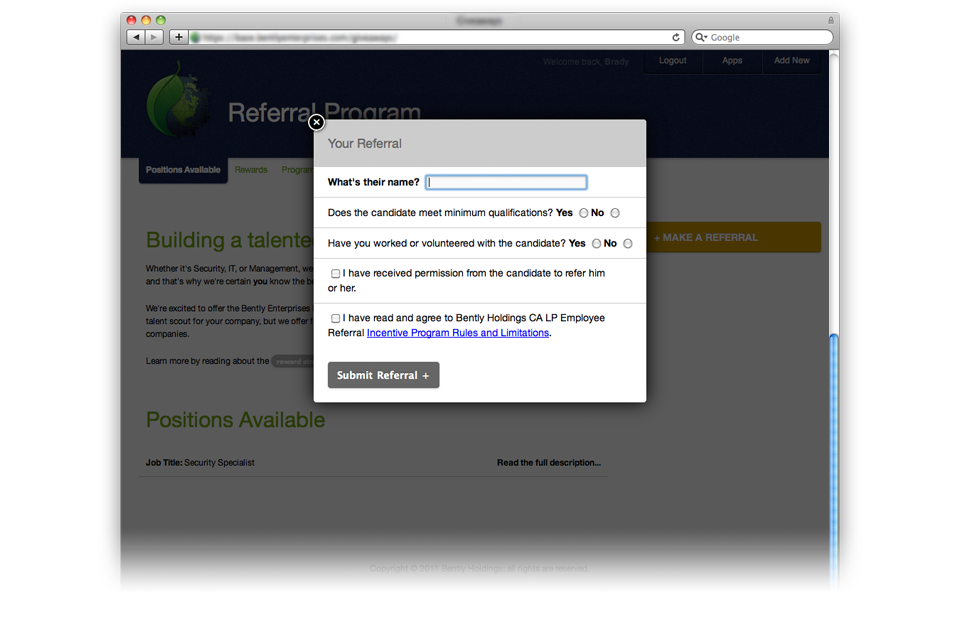 Giveaways
https://base.bentlyenterprises.com/giveaways/
Google
Welcome back, Brady
Logout
Apps
Add New
Referral Program
Positions Available
Rewards
Program
Your Referral
What's their name?
Does the candidate meet minimum qualifications? Yes No
Have you worked or volunteered with the candidate? Yes No
I have received permission from the candidate to refer him
or her.
I have read and agree to Bently Holdings CA LP Employee
Referral Incentive Program Rules and Limitations.
Submit Referral +
+ MAKE A REFERRAL
Building a talente
Whether it's Security, IT, or Management, we
and that's why we're certain you know the b
We're excited to offer the Bently Enterprises
talent scout for your company, but we offer
companies.
Learn more by reading about the
Positions Available
Job Title: Security Specialist
Read the full description...
Copyright © 2011 Bently Holdings, all rights are reserved